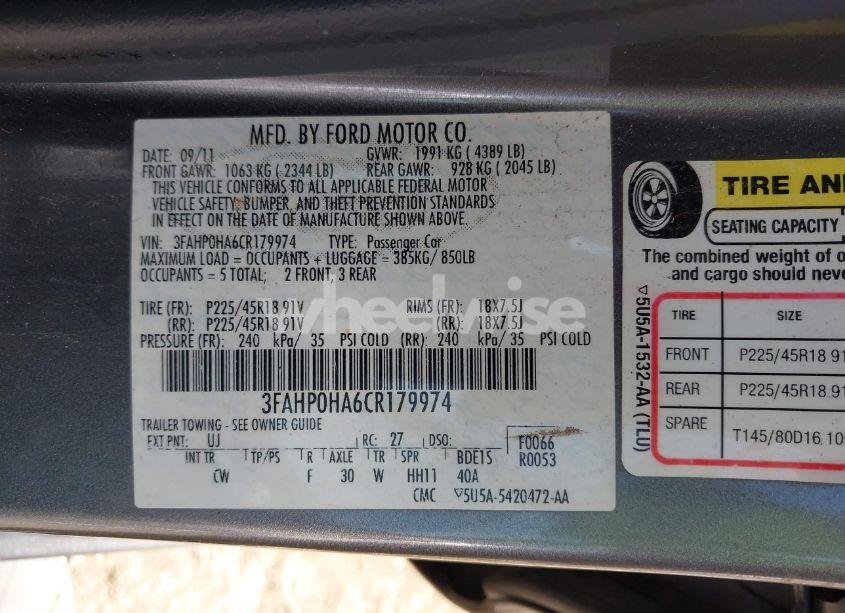 MFD. BY FORD MOTOR CO.
DATE: 09/11 GVWR: 1991 KG ( 4389 LB)
FRONT GAWR: 1063 KG ( 2344 LB) REAR GAWR: 928 KG ( 2045 LB)
THIS VEHICLE CONFORMS TO ALL APPLICABLE FEDERAL MOTOR
VEHICLE SAFETY, BUMPER, AND THEFT PREVENTION STANDARDS
IN EFFECT ON THE DATE OF MANUFACTURE SHOWN ABOVE.
VIN: 3FAHP0HA6CR179974 TYPE: Passenger Car
MAXIMUM LOAD = OCCUPANTS + LUGGAGE = 385KG/ 850LB
OCCUPANTS = 5 TOTAL; 2 FRONT, 3 REAR
TIRE (FR): P225/45R18 91V RIMS (FR): 18X7.5J
(RR): P225/45R18 91V (RR): 18X7.5J
PRESSURE (FR): 240 kPa/ 35 PSI COLD (RR): 240 kPa/ 35 PSI COLD
3FAHP0HA6CR179974
TRAILER TOWING - SEE OWNER GUIDE
EXT PNT: UJ RC: 27 DSO: F0066
R0053
INT TR TP/PS R AXLE TR SPR BDE1S
CW F 30 W HH11 40A
CMC ▽5U5A-5420472-AA
wheelwise
▽5U5A-1532-AA (TLU)
TIRE AN
SEATING CAPACITY
The combined weight of o
and cargo should neve
TIRE SIZE
FRONT P225/45R18 91
REAR P225/45R18 91
SPARE T145/80D16 10